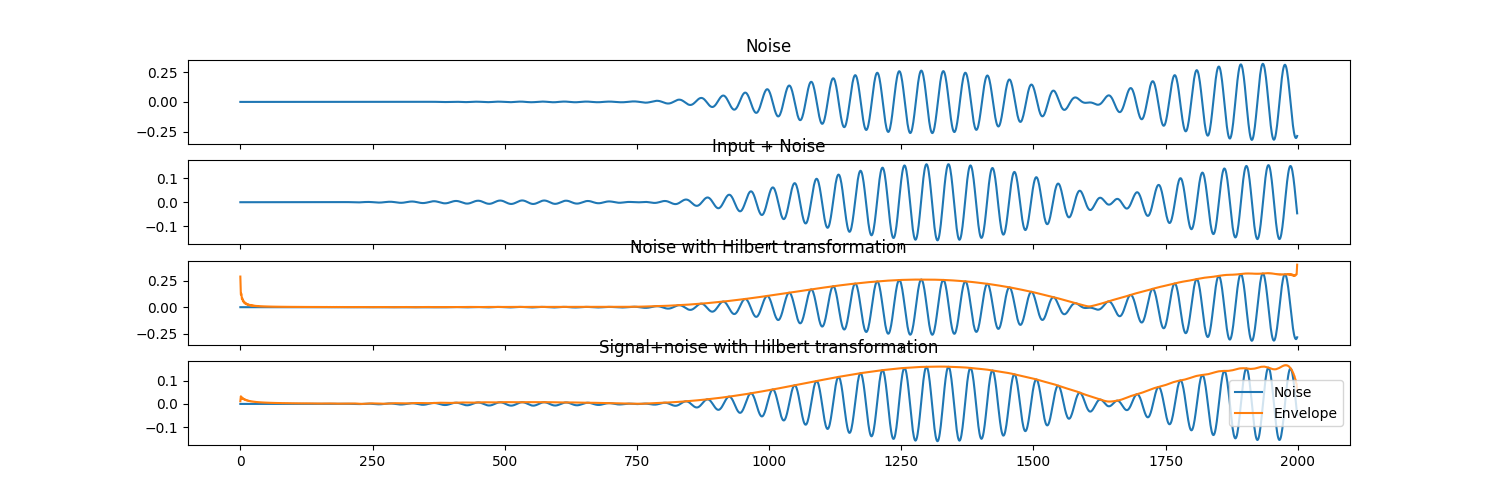 Noise
0.25
0.00
−0.25
Input + Noise
0.1
0.0
−0.1
Noise with Hilbert transformation
0.25
0.00
−0.25
Signal+noise with Hilbert transformation
0.1
0.0
−0.1
Noise
Envelope
0 250 500 750 1000 1250 1500 1750 2000